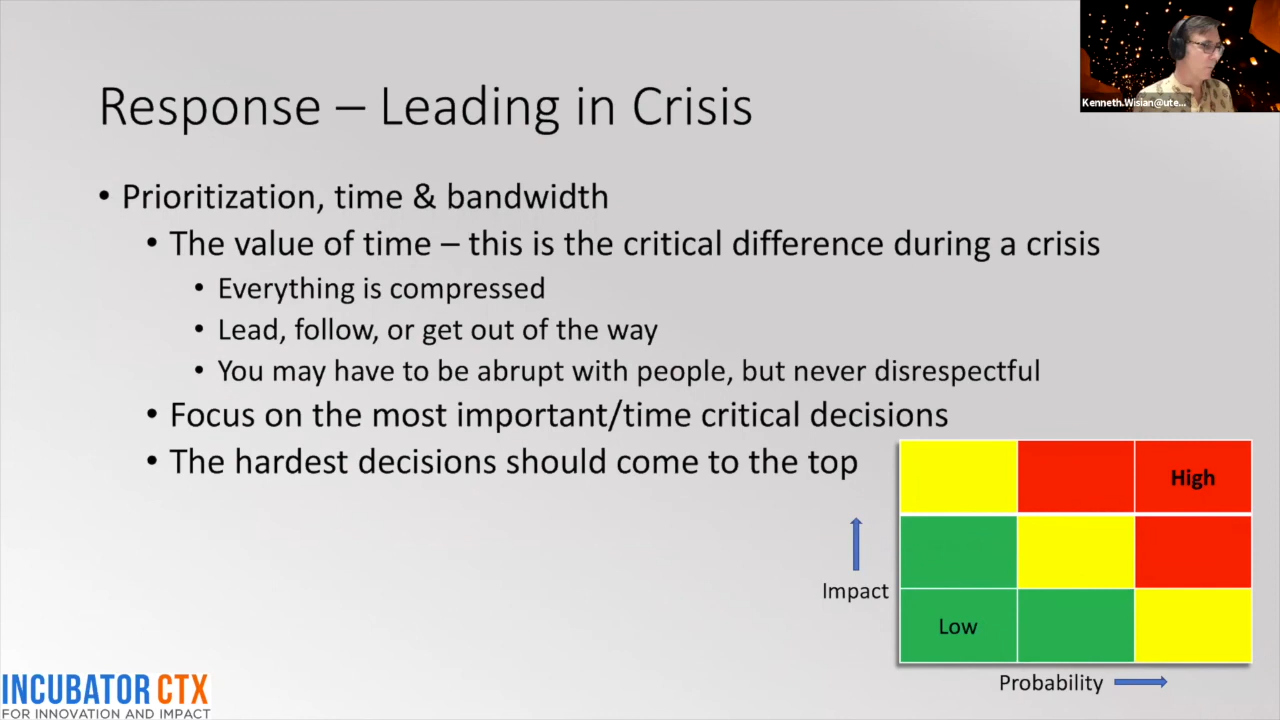 Kenneth.Wisian@ute...
Response – Leading in Crisis
• Prioritization, time & bandwidth
• The value of time – this is the critical difference during a crisis
• Everything is compressed
• Lead, follow, or get out of the way
• You may have to be abrupt with people, but never disrespectful
• Focus on the most important/time critical decisions
• The hardest decisions should come to the top
High
Impact
Low
Probability
INCUBATOR CTX
FOR INNOVATION AND IMPACT